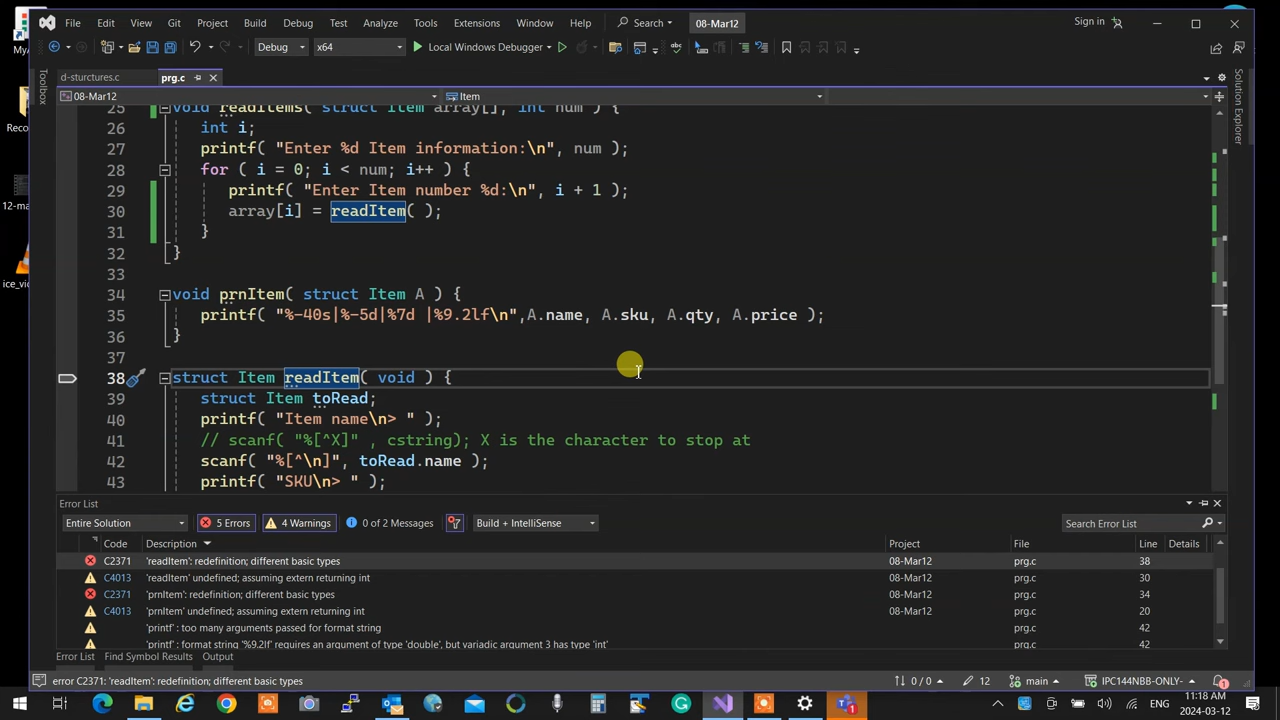 File Edit View Git Project Build Debug Test Analyze Tools Extensions Window Help Search 08-Mar12 Sign in
Debug x64 Local Windows Debugger
d-sturctures.c prg.c
08-Mar12 Item
Toolbox
Solution Explorer
25 void readItems( struct Item array[], int num ) {
26 int i;
27 printf( "Enter %d Item information:\n", num );
28 for ( i = 0; i < num; i++ ) {
29 printf( "Enter Item number %d:\n", i + 1 );
30 array[i] = readItem( );
31 }
32 }
33
34 void prnItem( struct Item A ) {
35 printf( "%-40s|%-5d|%7d |%9.2lf\n",A.name, A.sku, A.qty, A.price );
36 }
37
38 struct Item readItem( void ) {
39 struct Item toRead;
40 printf( "Item name\n> " );
41 // scanf( "%[^X]" , cstring); X is the character to stop at
42 scanf( "%[^\n]", toRead.name );
43 printf( "SKU\n> " );
Error List
Entire Solution 5 Errors 4 Warnings 0 of 2 Messages Build + IntelliSense Search Error List
Code Description Project File Line Details
C2371 'readItem': redefinition; different basic types 08-Mar12 prg.c 38
C4013 'readItem' undefined; assuming extern returning int 08-Mar12 prg.c 30
C2371 'prnItem': redefinition; different basic types 08-Mar12 prg.c 34
C4013 'prnItem' undefined; assuming extern returning int 08-Mar12 prg.c 20
'printf' : too many arguments passed for format string 08-Mar12 prg.c 42
'printf' : format string '%9.2lf' requires an argument of type 'double', but variadic argument 3 has type 'int' 08-Mar12 prg.c 42
Error List Find Symbol Results Output
error C2371: 'readItem': redefinition; different basic types 0 / 0 12 main IPC144NBB-ONLY- 1
11:18 AM
2024-03-12